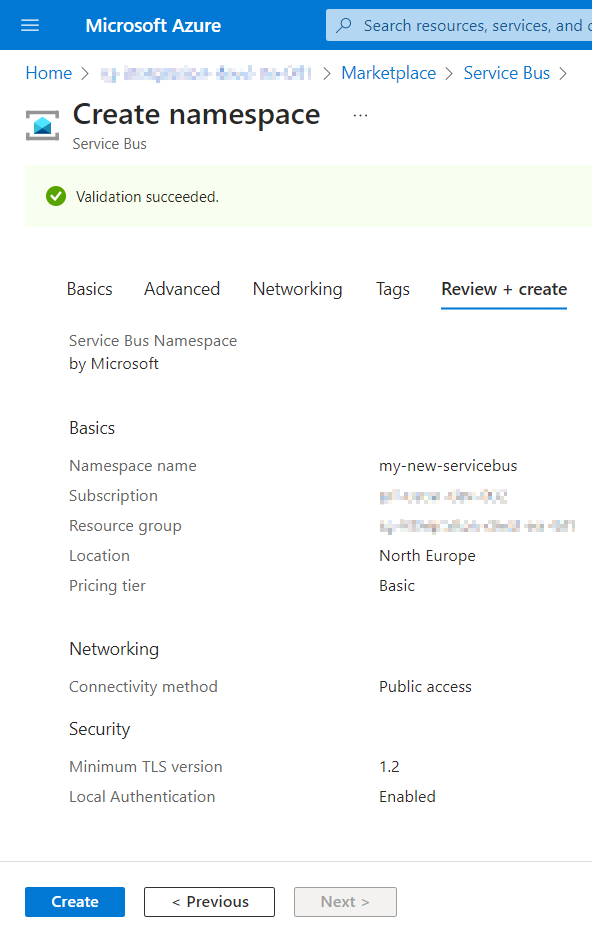 Microsoft Azure
Search resources, services, and
Home > > Marketplace > Service Bus >
Create namespace ...
Service Bus
Validation succeeded.
Basics Advanced Networking Tags Review + create
Service Bus Namespace
by Microsoft
Basics
Namespace name my-new-servicebus
Subscription
Resource group
Location North Europe
Pricing tier Basic
Networking
Connectivity method Public access
Security
Minimum TLS version 1.2
Local Authentication Enabled
Create < Previous Next >